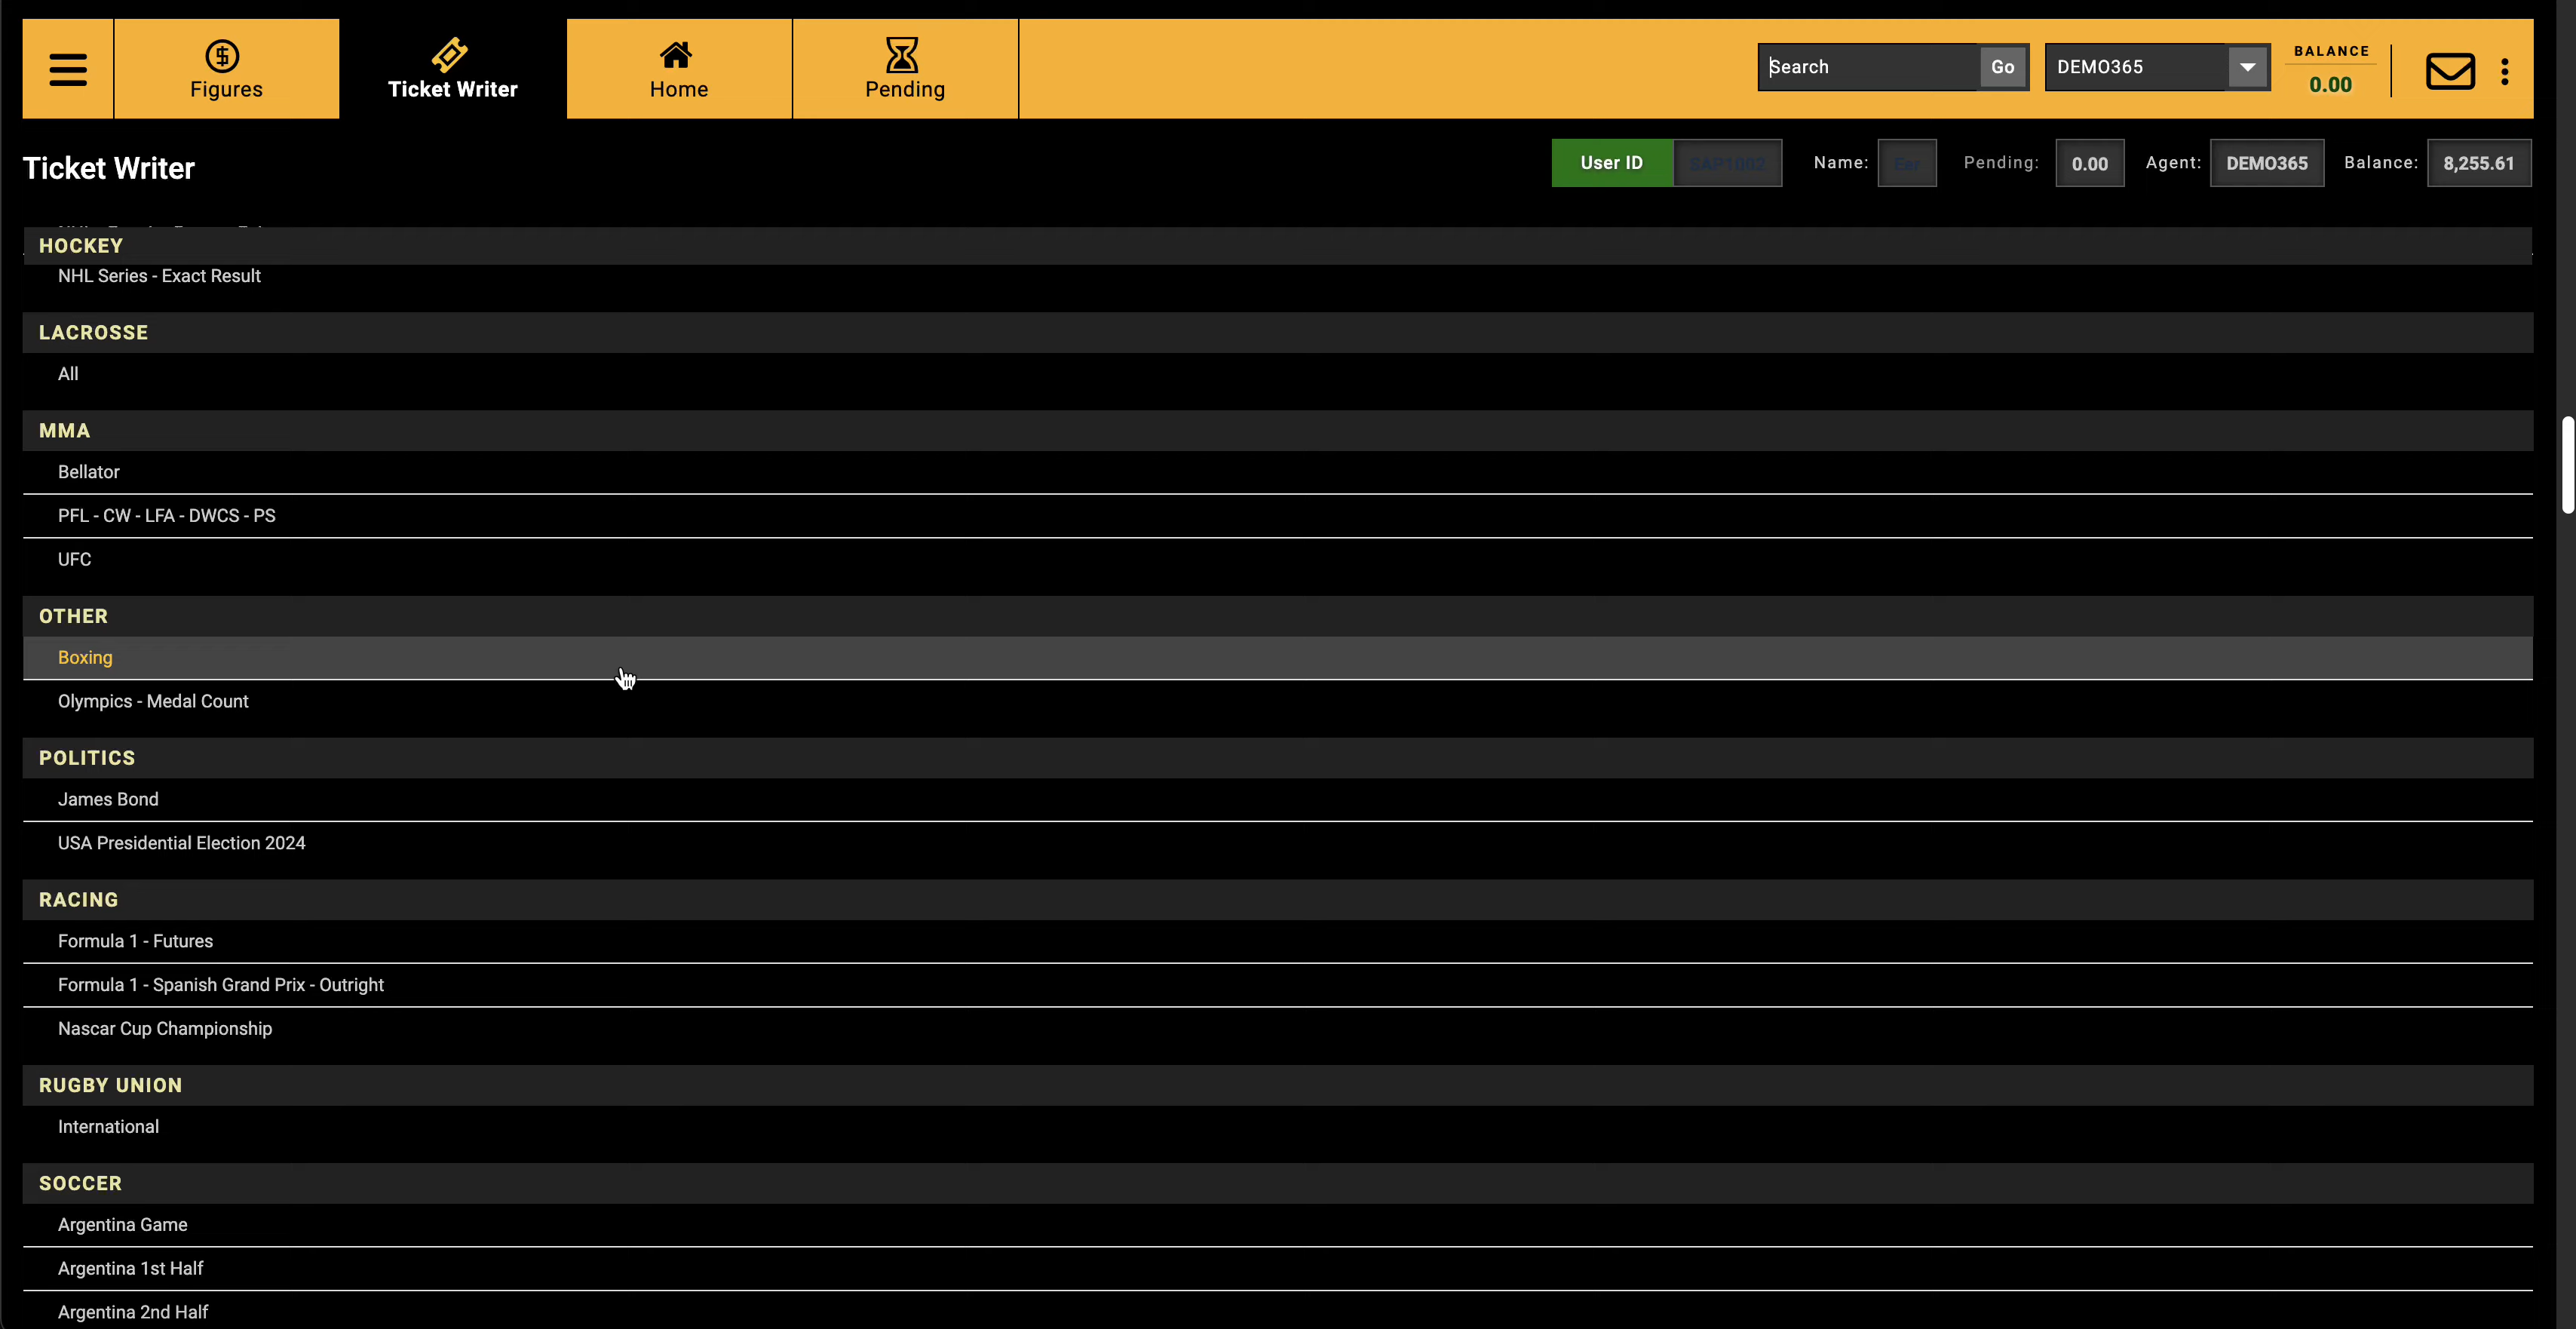 Figures
Ticket Writer
Home
Pending
Search Go
DEMO365
BALANCE
0.00
Ticket Writer
User ID SAP1002 Name: Ear Pending: 0.00 Agent: DEMO365 Balance: 8,255.61
HOCKEY
NHL Series - Exact Result
LACROSSE
All
MMA
Bellator
PFL - CW - LFA - DWCS - PS
UFC
OTHER
Boxing
Olympics - Medal Count
POLITICS
James Bond
USA Presidential Election 2024
RACING
Formula 1 - Futures
Formula 1 - Spanish Grand Prix - Outright
Nascar Cup Championship
RUGBY UNION
International
SOCCER
Argentina Game
Argentina 1st Half
Argentina 2nd Half